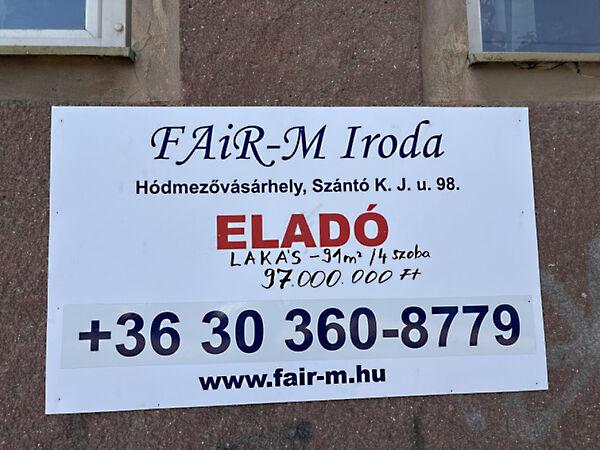 FAiR-M Iroda
Hódmezővásárhely, Szántó K. J. u. 98.
ELADÓ
LAKÁS - 91m² / 4 szoba
97.000.000 Ft
+36 30 360-8779
www.fair-m.hu